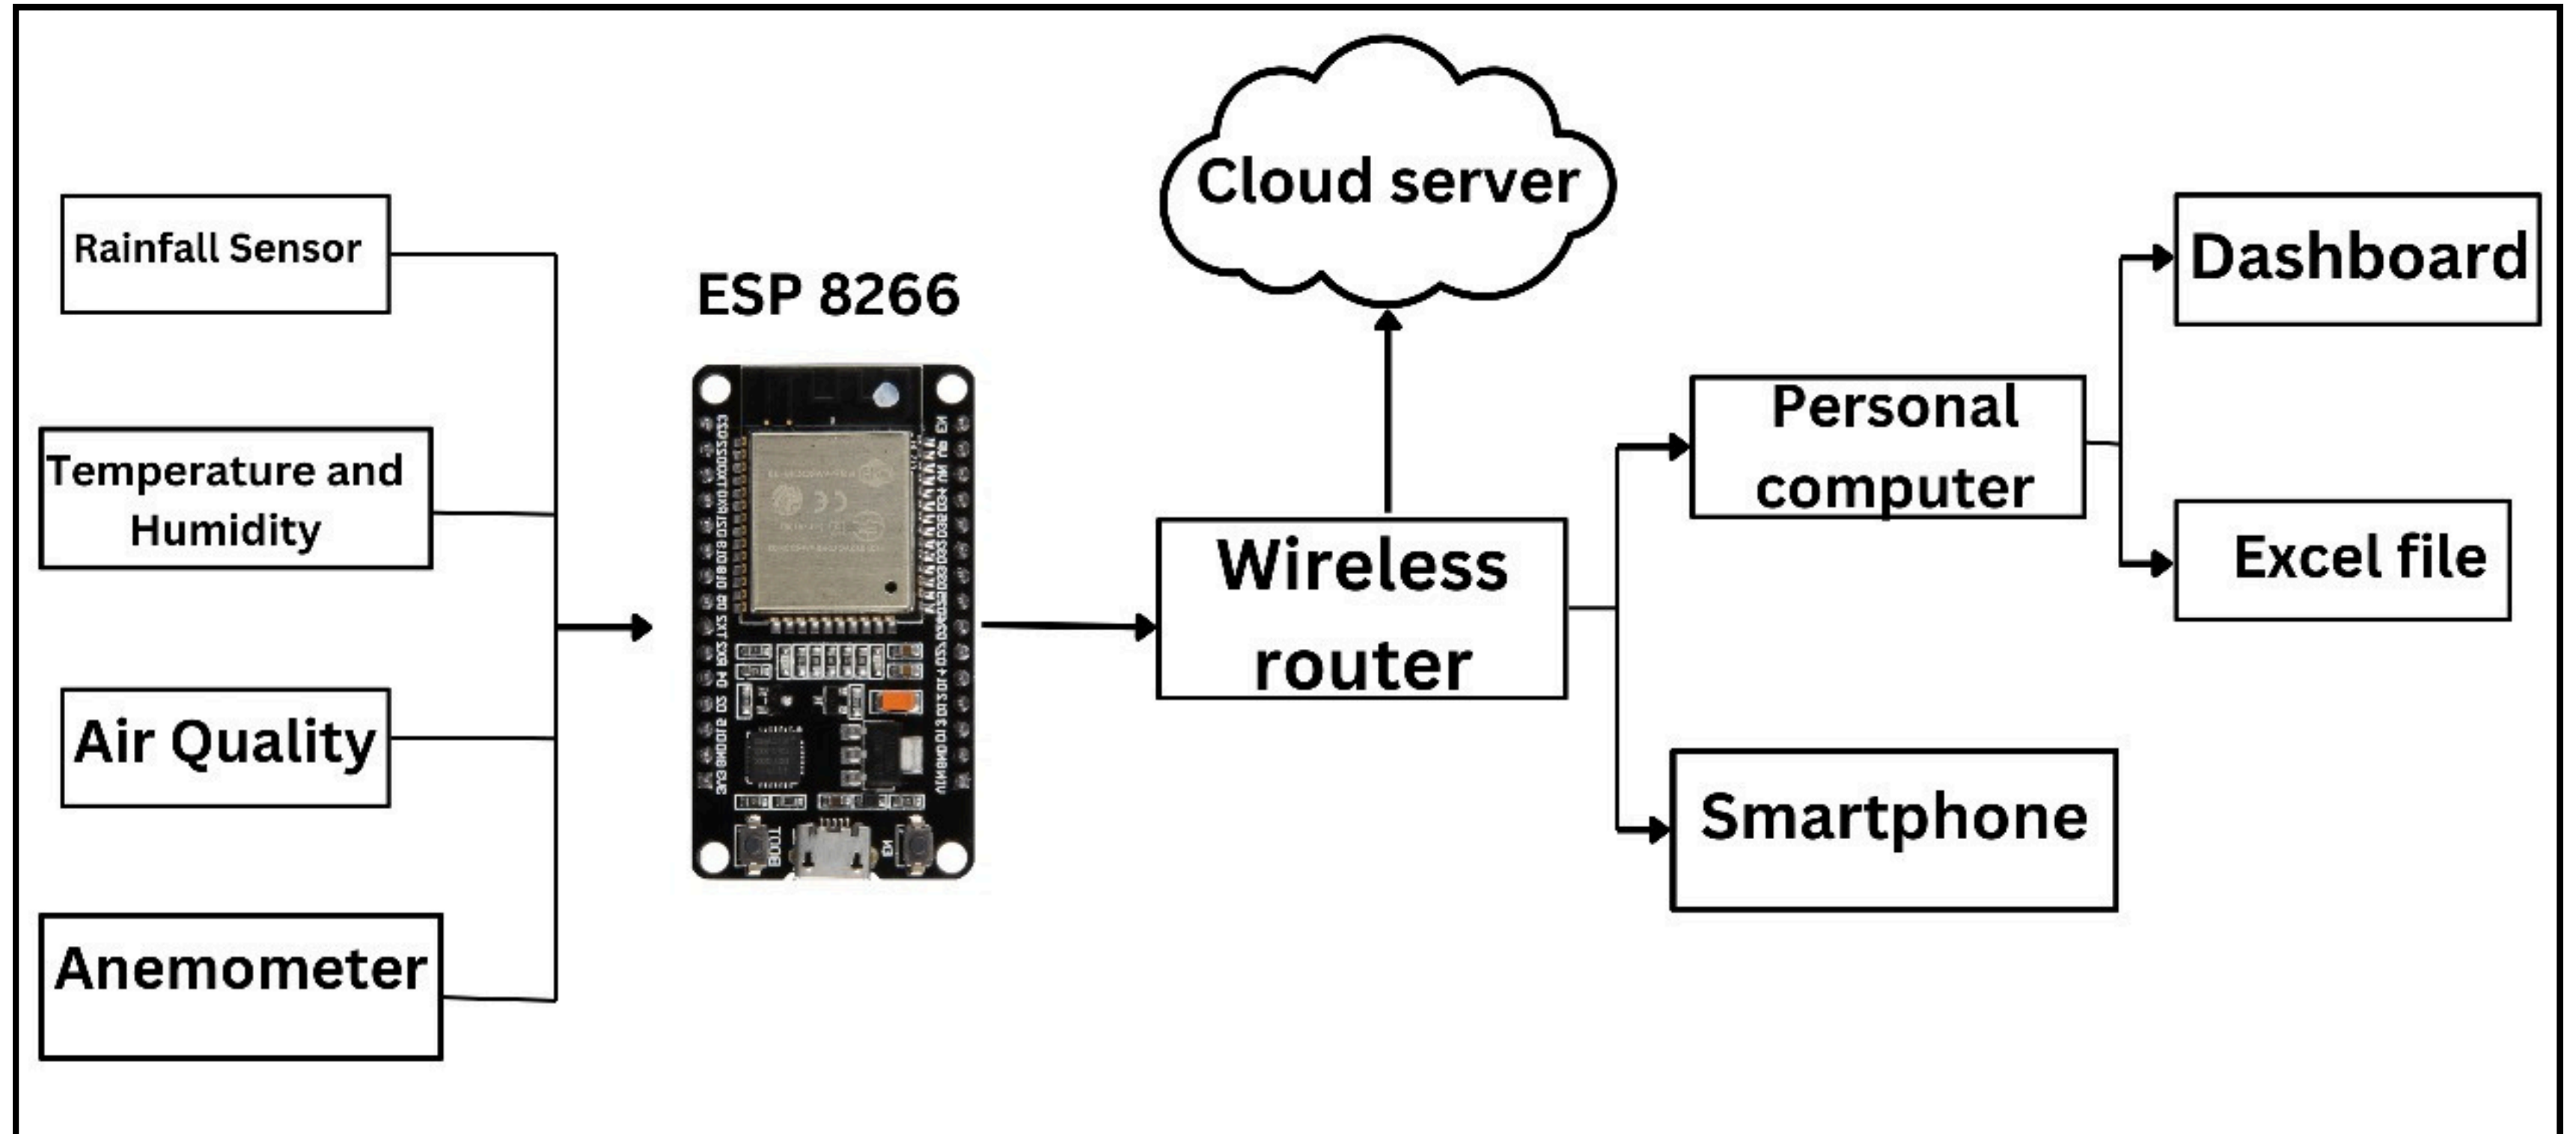 Cloud server
Rainfall Sensor
ESP 8266
Dashboard
Temperature and
Humidity
Personal
computer
Wireless
router
Excel file
Air Quality
Smartphone
Anemometer